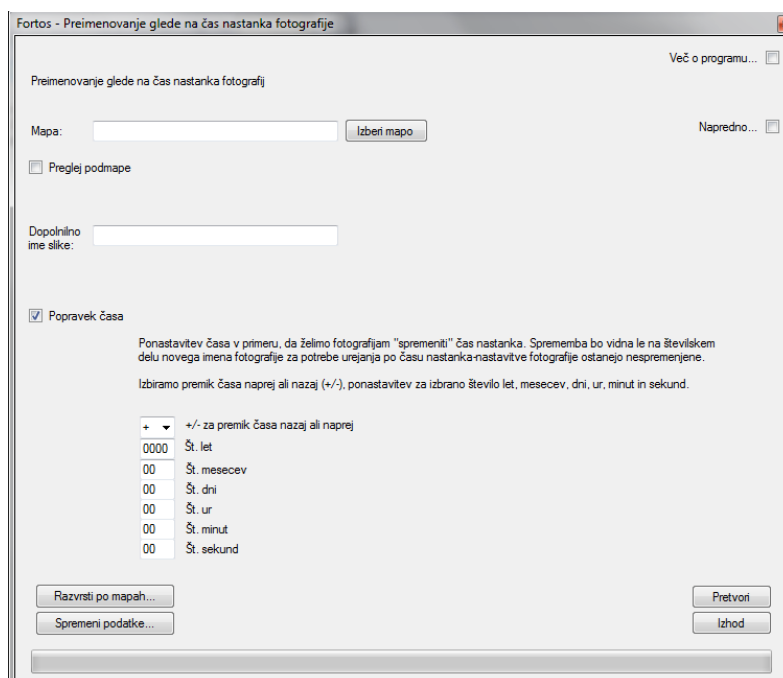 Fortos - Preimenovanje glede na čas nastanka fotografije
Več o programu...
Preimenovanje glede na čas nastanka fotografij
Mapa:
Izberi mapo
Napredno...
Preglej podmape
Dopolnilno
ime slike:
Popravek časa
Ponastavitev časa v primeru, da želimo fotografijam "spremeniti" čas nastanka. Sprememba bo vidna le na številskem
delu novega imena fotografije za potrebe urejanja po času nastanka-nastavitve fotografije ostanejo nespremenjene.
Izbiramo premik časa naprej ali nazaj (+/-), ponastavitev za izbrano število let, mesecev, dni, ur, minut in sekund.
+ +/- za premik časa nazaj ali naprej
0000 Št. let
00 Št. mesecev
00 Št. dni
00 Št. ur
00 Št. minut
00 Št. sekund
Razvrsti po mapah...
Pretvori
Spremeni podatke...
Izhod